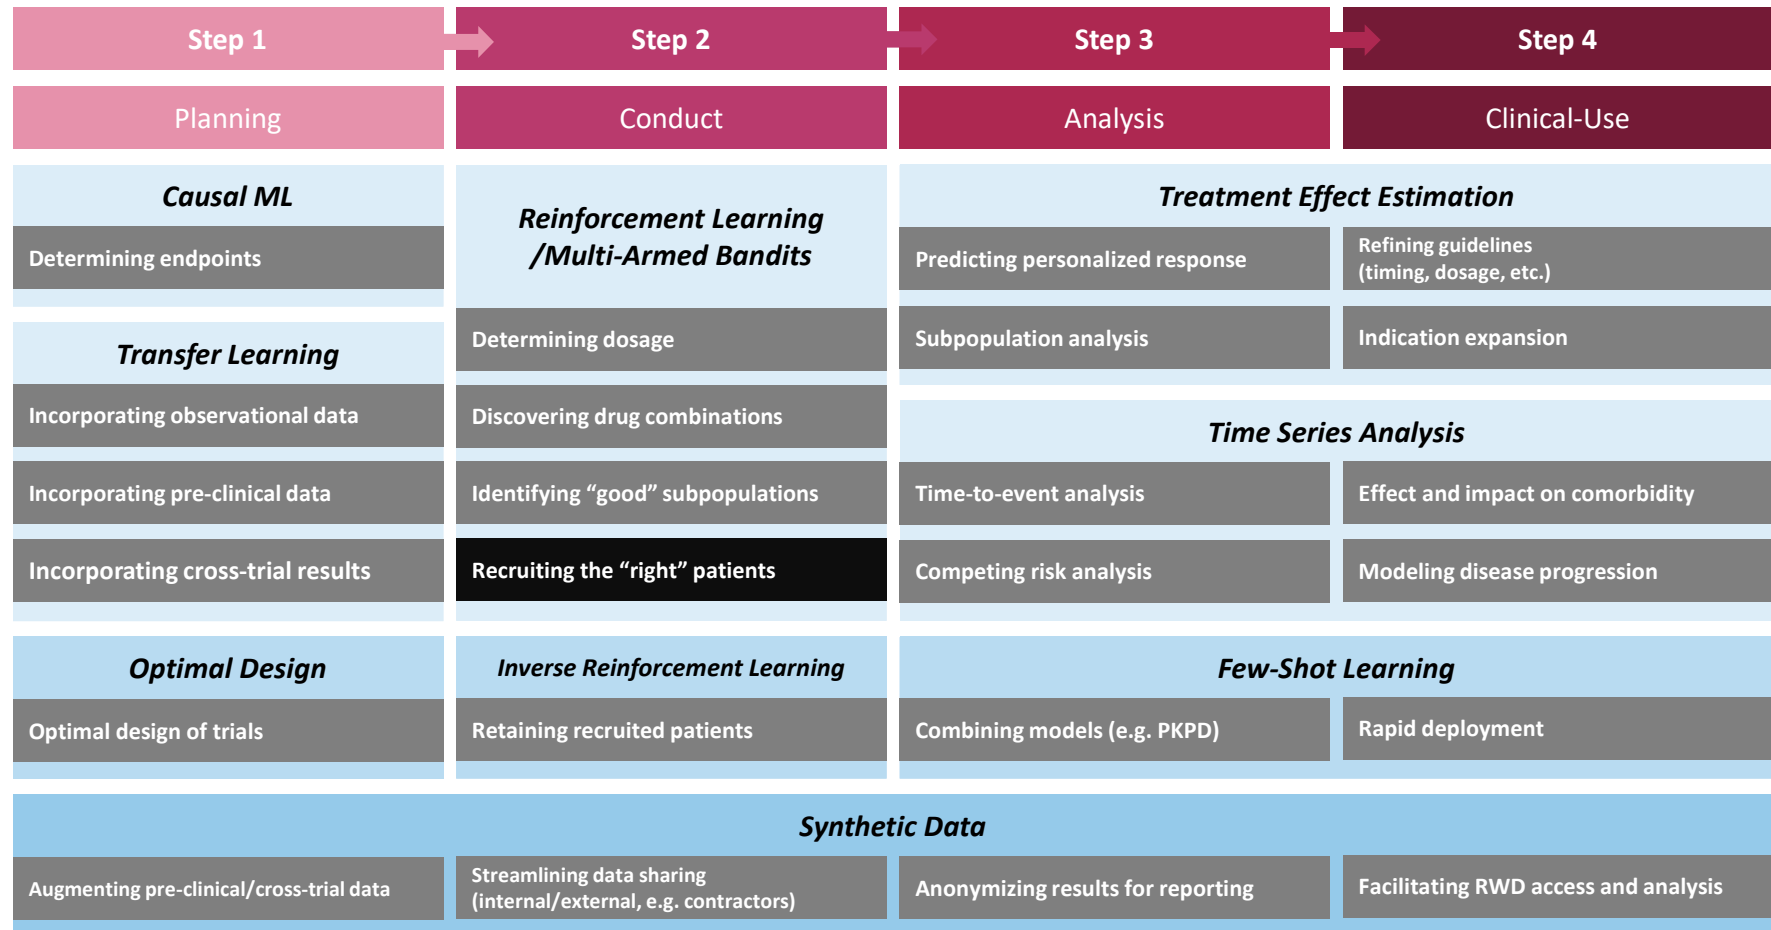 Step 1
Step 2
Step 3
Step 4
Planning
Conduct
Analysis
Clinical-Use
Causal ML
Determining endpoints
Transfer Learning
Incorporating observational data
Incorporating pre-clinical data
Incorporating cross-trial results
Optimal Design
Optimal design of trials
Reinforcement Learning
/Multi-Armed Bandits
Determining dosage
Discovering drug combinations
Identifying “good” subpopulations
Recruiting the “right” patients
Inverse Reinforcement Learning
Retaining recruited patients
Treatment Effect Estimation
Predicting personalized response
Refining guidelines
(timing, dosage, etc.)
Subpopulation analysis
Indication expansion
Time Series Analysis
Time-to-event analysis
Effect and impact on comorbidity
Competing risk analysis
Modeling disease progression
Few-Shot Learning
Combining models (e.g. PKPD)
Rapid deployment
Synthetic Data
Augmenting pre-clinical/cross-trial data
Streamlining data sharing
(internal/external, e.g. contractors)
Anonymizing results for reporting
Facilitating RWD access and analysis